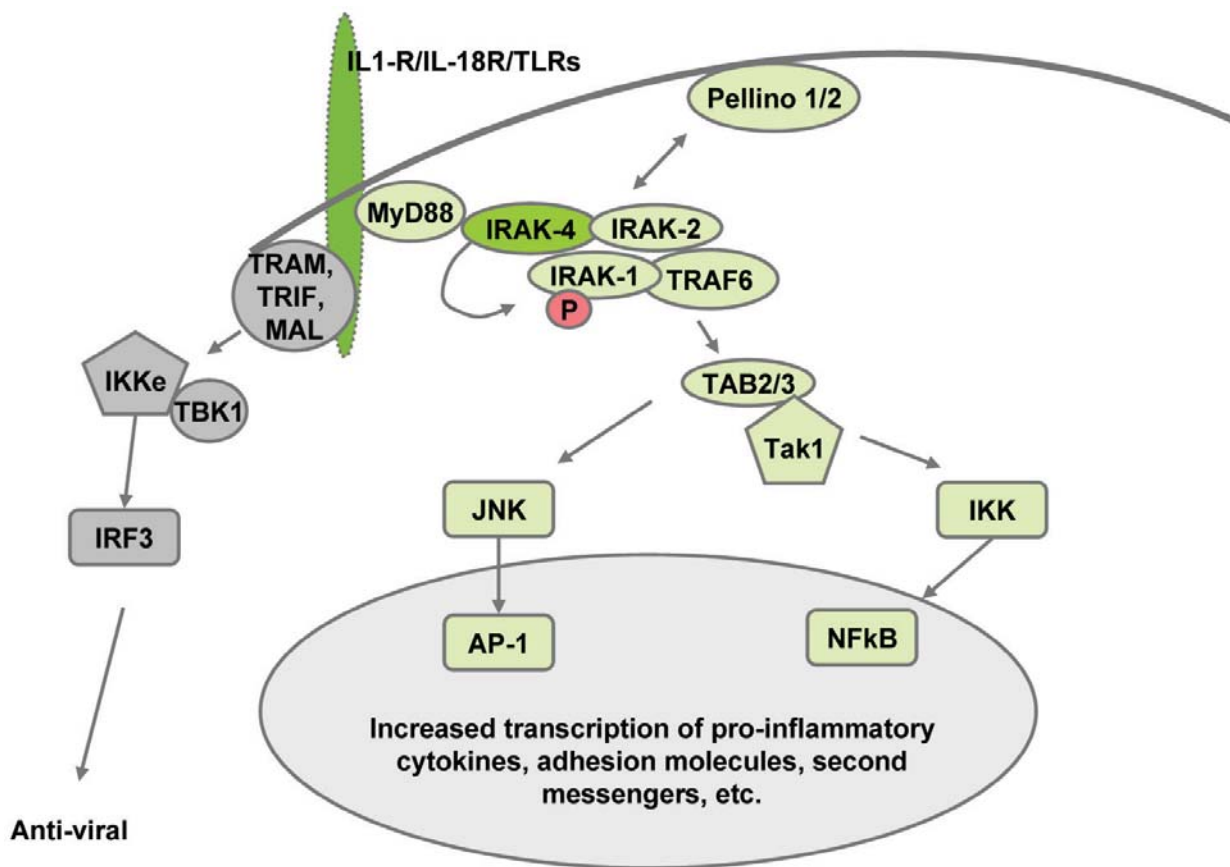 IL1-R/IL-18R/TLRs
Pellino 1/2
MyD88
IRAK-4
IRAK-2
IRAK-1
TRAF6
P
TRAM,
TRIF,
MAL
IKKe
TBK1
TAB2/3
Tak1
JNK
IKK
IRF3
AP-1
NFkB
Increased transcription of pro-inflammatory
cytokines, adhesion molecules, second
messengers, etc.
Anti-viral